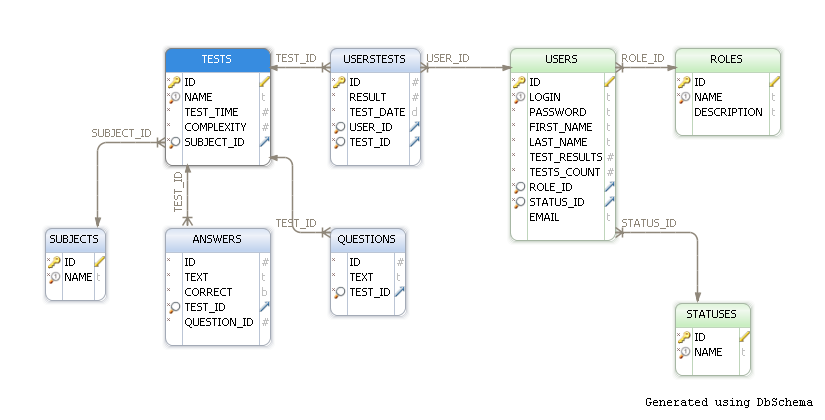 TESTS
ID
NAME t
TEST_TIME #
COMPLEXITY #
SUBJECT_ID
TEST_ID
USERSTESTS
ID #
RESULT #
TEST_DATE d
USER_ID
TEST_ID
USER_ID
USERS
ID
LOGIN t
PASSWORD t
FIRST_NAME t
LAST_NAME t
TEST_RESULTS #
TESTS_COUNT #
ROLE_ID
STATUS_ID
EMAIL t
ROLE_ID
ROLES
ID
NAME t
DESCRIPTION t
SUBJECT_ID
TEST_ID
TEST_ID
STATUS_ID
SUBJECTS
ID
NAME t
ANSWERS
ID #
TEXT t
CORRECT b
TEST_ID
QUESTION_ID #
QUESTIONS
ID #
TEXT t
TEST_ID
STATUSES
ID
NAME t
Generated using DbSchema